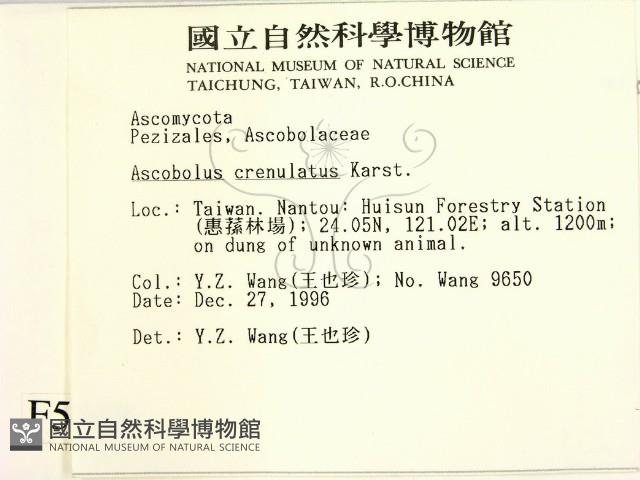 國立自然科學博物館
NATIONAL MUSEUM OF NATURAL SCIENCE
TAICHUNG, TAIWAN, R.O.CHINA
Ascomycota
Pezizales, Ascobolaceae
Ascobolus crenulatus Karst.
Loc.: Taiwan. Nantou: Huisun Forestry Station
(惠蓀林場); 24.05N, 121.02E; alt. 1200m;
on dung of unknown animal.
Col.: Y.Z. Wang(王也珍); No. Wang 9650
Date: Dec. 27, 1996
Det.: Y.Z. Wang(王也珍)
國立自然科學博物館
NATIONAL MUSEUM OF NATURAL SCIENCE